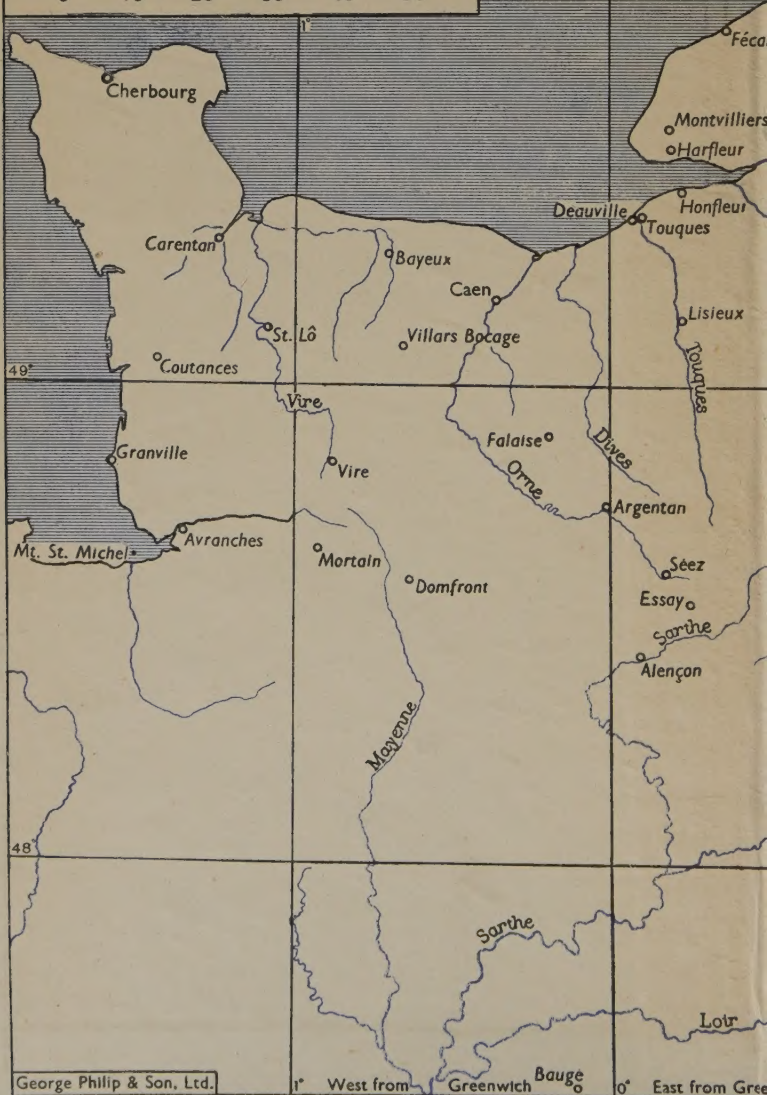 1°
Féca
Cherbourg
Montvilliers
Harfleur
Honfleur
Deauville
Touques
Carentan
Bayeux
Caen
St. Lô
Villars Bocage
Lisieux
Coutances
49°
Touques
Vire
Granville
Falaise
Dives
Vire
Orne
Argentan
Avranches
Mt. St. Michel
Mortain
Séez
Domfront
Essay
Sarthe
Alençon
Mayenne
48°
Sarthe
Loir
George Philip & Son, Ltd.
1° West from Greenwich
Bauge
0° East from Gree